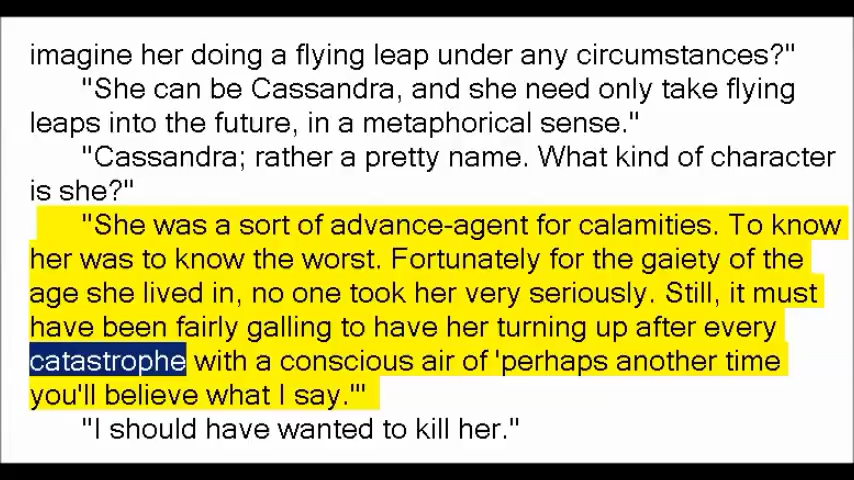 imagine her doing a flying leap under any circumstances?"
"She can be Cassandra, and she need only take flying
leaps into the future, in a metaphorical sense."
"Cassandra; rather a pretty name. What kind of character
is she?"
"She was a sort of advance-agent for calamities. To know
her was to know the worst. Fortunately for the gaiety of the
age she lived in, no one took her very seriously. Still, it must
have been fairly galling to have her turning up after every
catastrophe with a conscious air of 'perhaps another time
you'll believe what I say.'"
"I should have wanted to kill her."